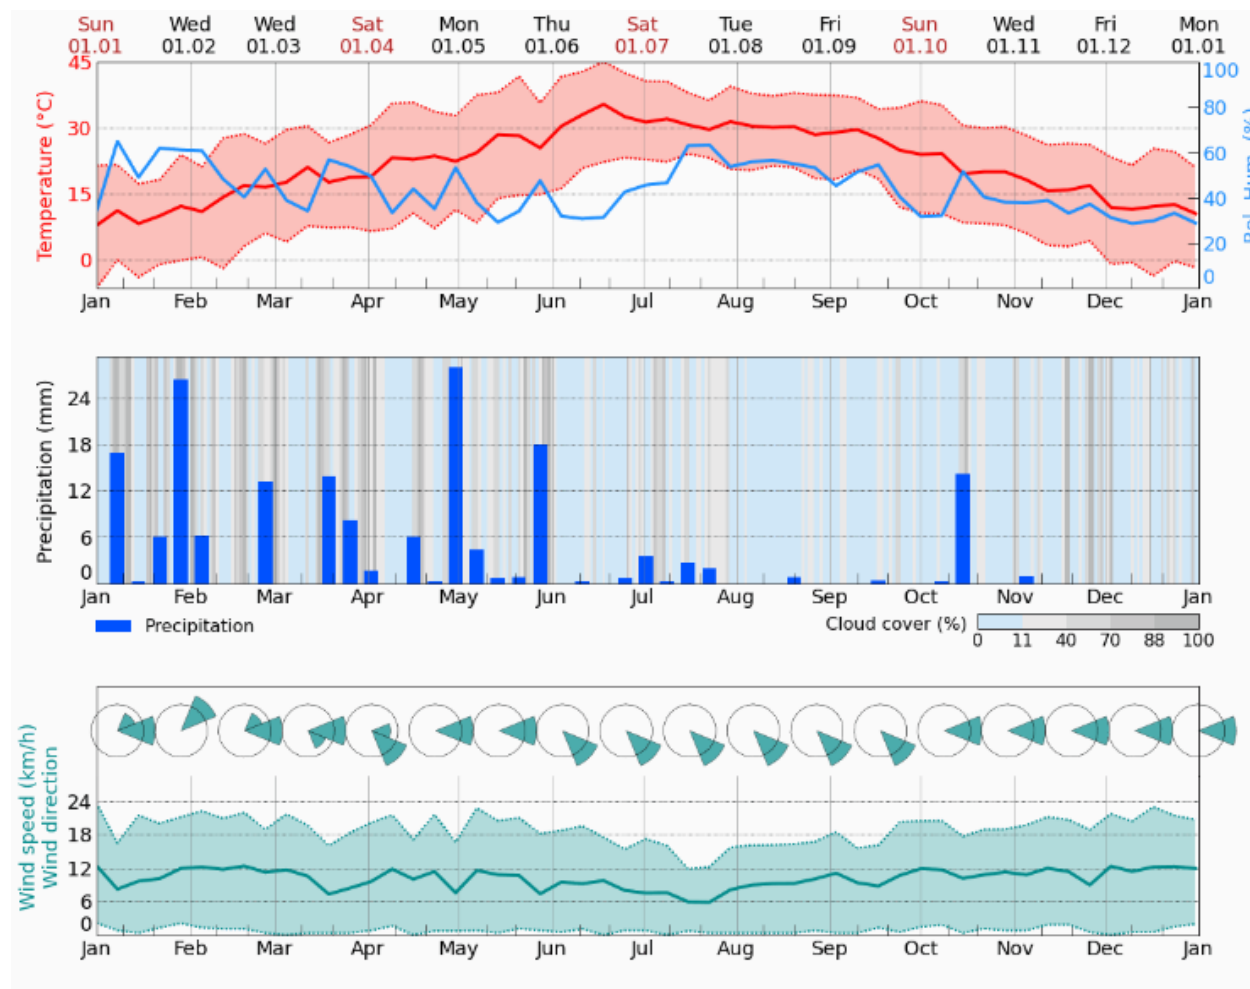 Sun Wed Wed Sat Mon Thu Sat Tue Fri Sun Wed Fri Mon
01.01 01.02 01.03 01.04 01.05 01.06 01.07 01.08 01.09 01.10 01.11 01.12 01.01
Temperature (°C)
45
30
15
0
100
80
60
40
20
0
Rel. Hum. (%)
Jan Feb Mar Apr May Jun Jul Aug Sep Oct Nov Dec Jan
Precipitation (mm)
24
18
12
6
0
Jan Feb Mar Apr May Jun Jul Aug Sep Oct Nov Dec Jan
Precipitation
Cloud cover (%)
0 11 40 70 88 100
Wind speed (km/h)
Wind direction
24
18
12
6
0
Jan Feb Mar Apr May Jun Jul Aug Sep Oct Nov Dec Jan